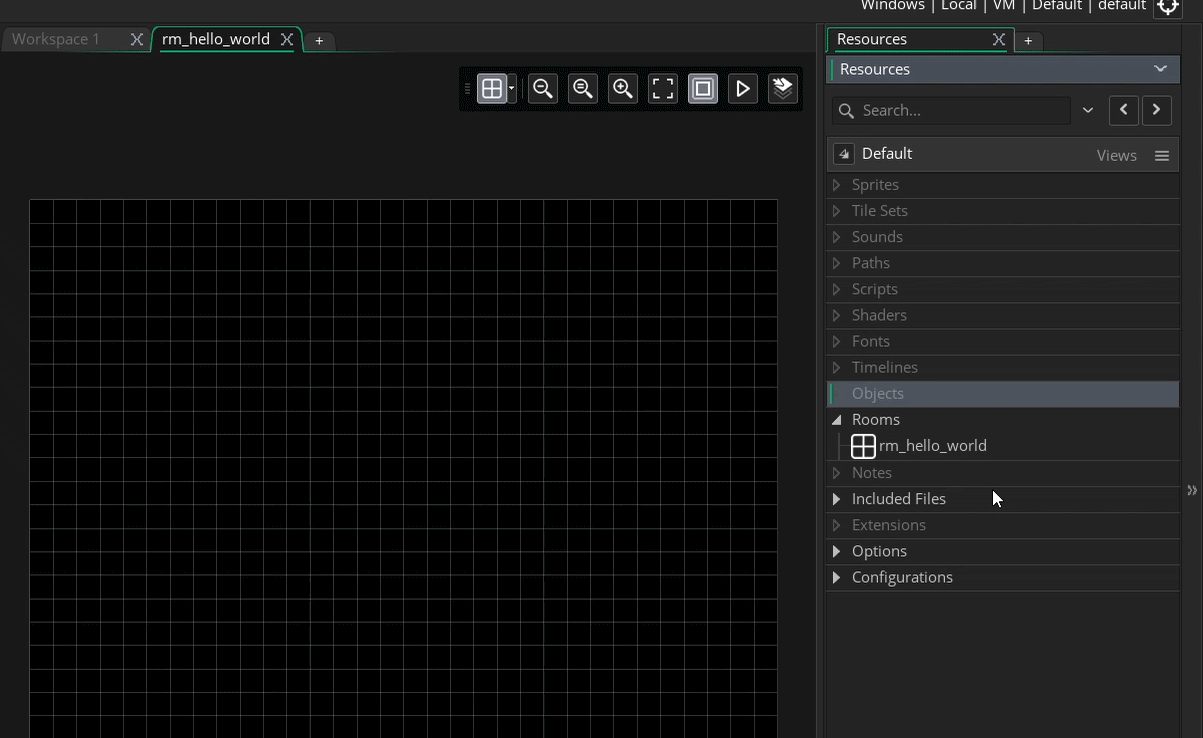 Windows | Local | VM | Default | default
Workspace 1
rm_hello_world
Resources
Resources
Search...
Default
Views
Sprites
Tile Sets
Sounds
Paths
Scripts
Shaders
Fonts
Timelines
Objects
Rooms
rm_hello_world
Notes
Included Files
Extensions
Options
Configurations